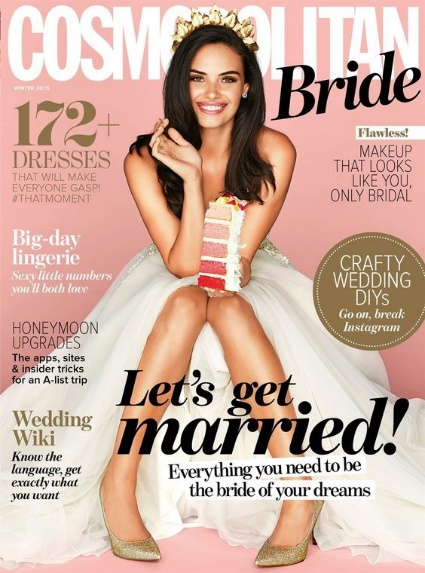 COSMOPOLITAN
Bride
WINTER 2015
172+
DRESSES
THAT WILL MAKE
EVERYONE GASP!
#THATMOMENT
Flawless!
MAKEUP
THAT LOOKS
LIKE YOU,
ONLY BRIDAL
Big-day
lingerie
Sexy little numbers
you'll both love
CRAFTY
WEDDING
DIYs
Go on, break
Instagram
HONEYMOON
UPGRADES
The apps, sites
& insider tricks
for an A-list trip
Wedding
Wiki
Know the
language, get
exactly what
you want
Let's get
married!
Everything you need to be
the bride of your dreams